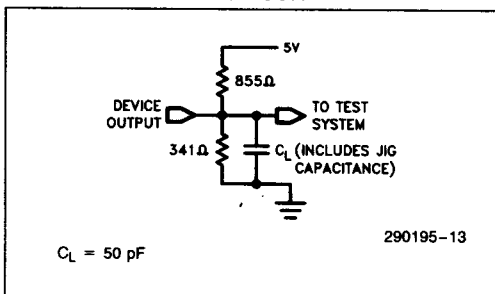 5V
855Ω
DEVICE OUTPUT
TO TEST SYSTEM
341Ω
C_L (INCLUDES JIG CAPACITANCE)
C_L = 50 pF
290195-13